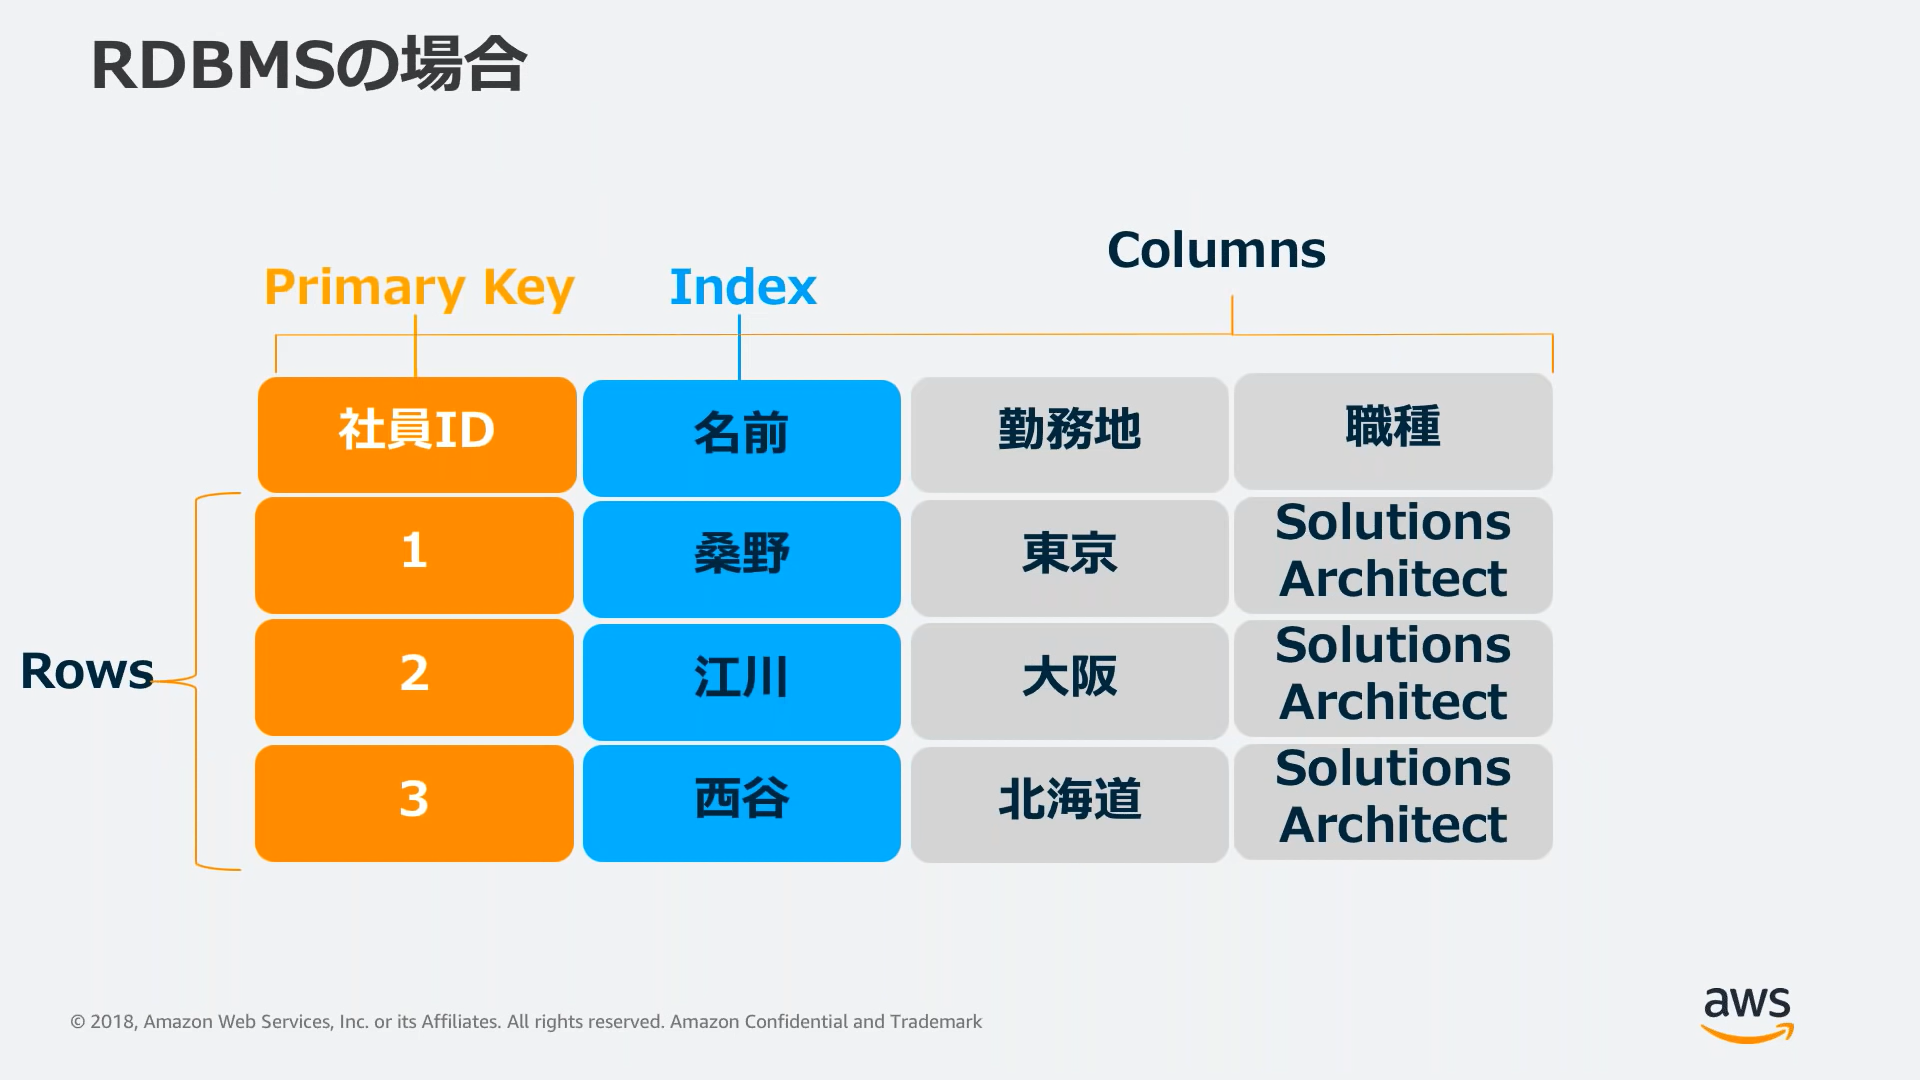 RDBMSの場合
Columns
Primary Key
Index
社員ID
名前
勤務地
職種
1
桑野
東京
Solutions
Architect
Rows
2
江川
大阪
Solutions
Architect
3
西谷
北海道
Solutions
Architect
© 2018, Amazon Web Services, Inc. or its Affiliates. All rights reserved. Amazon Confidential and Trademark
aws